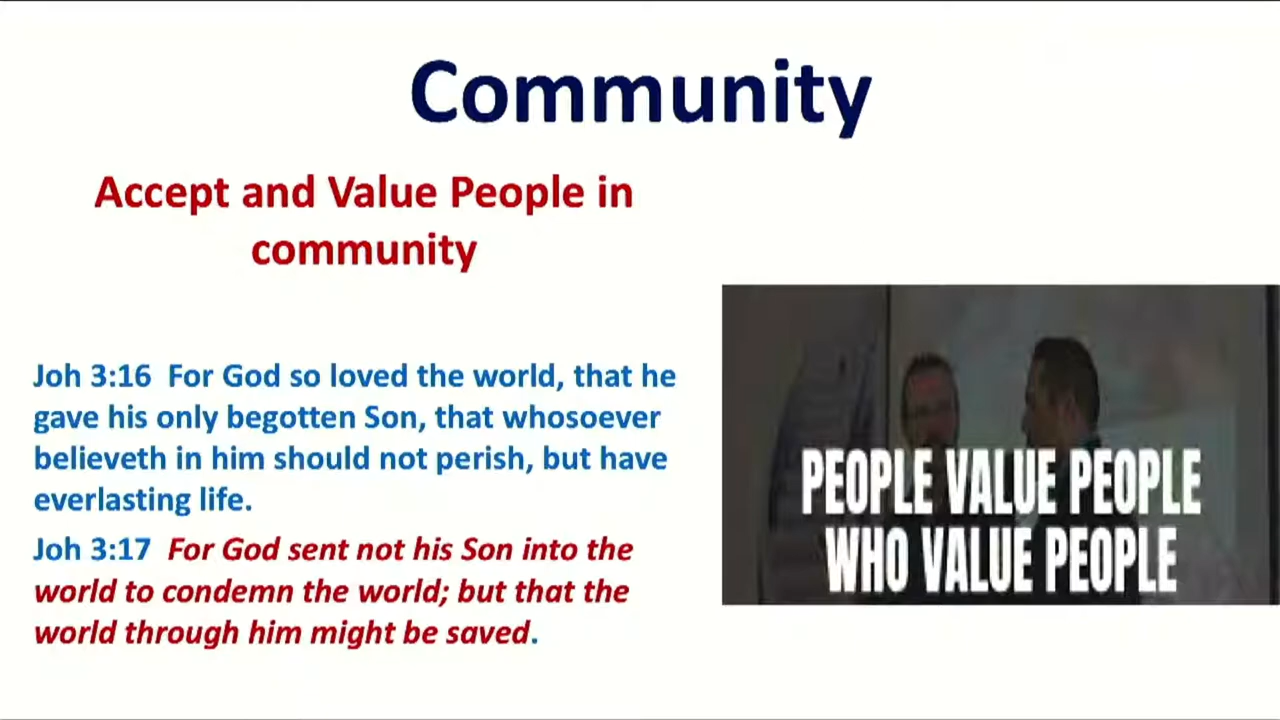 Community
Accept and Value People in
community
Joh 3:16 For God so loved the world, that he
gave his only begotten Son, that whosoever
believeth in him should not perish, but have
everlasting life.
Joh 3:17 For God sent not his Son into the
world to condemn the world; but that the
world through him might be saved.
PEOPLE VALUE PEOPLE
WHO VALUE PEOPLE